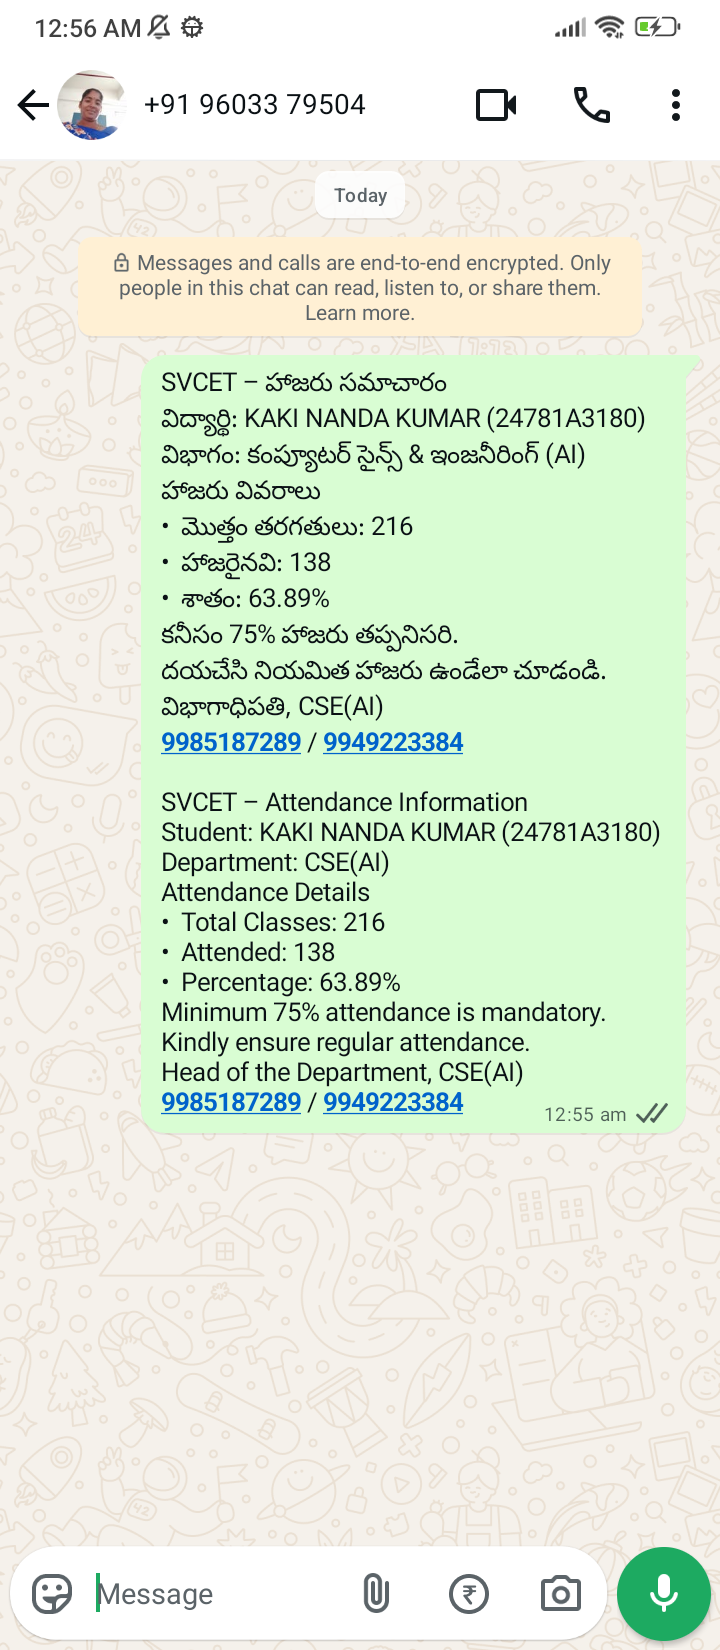 12:56 AM
+91 96033 79504
Today
Messages and calls are end-to-end encrypted. Only
people in this chat can read, listen to, or share them.
Learn more.
SVCET – హాజరు సమాచారం
విద్యార్థి: KAKI NANDA KUMAR (24781A3180)
విభాగం: కంప్యూటర్ సైన్స్ & ఇంజనీరింగ్ (AI)
హాజరు వివరాలు
• మొత్తం తరగతులు: 216
• హాజరైనవి: 138
• శాతం: 63.89%
కనీసం 75% హాజరు తప్పనిసరి.
దయచేసి నియమిత హాజరు ఉండేలా చూడండి.
విభాగాధిపతి, CSE(AI)
9985187289 / 9949223384
SVCET – Attendance Information
Student: KAKI NANDA KUMAR (24781A3180)
Department: CSE(AI)
Attendance Details
• Total Classes: 216
• Attended: 138
• Percentage: 63.89%
Minimum 75% attendance is mandatory.
Kindly ensure regular attendance.
Head of the Department, CSE(AI)
9985187289 / 9949223384
12:55 am
Message